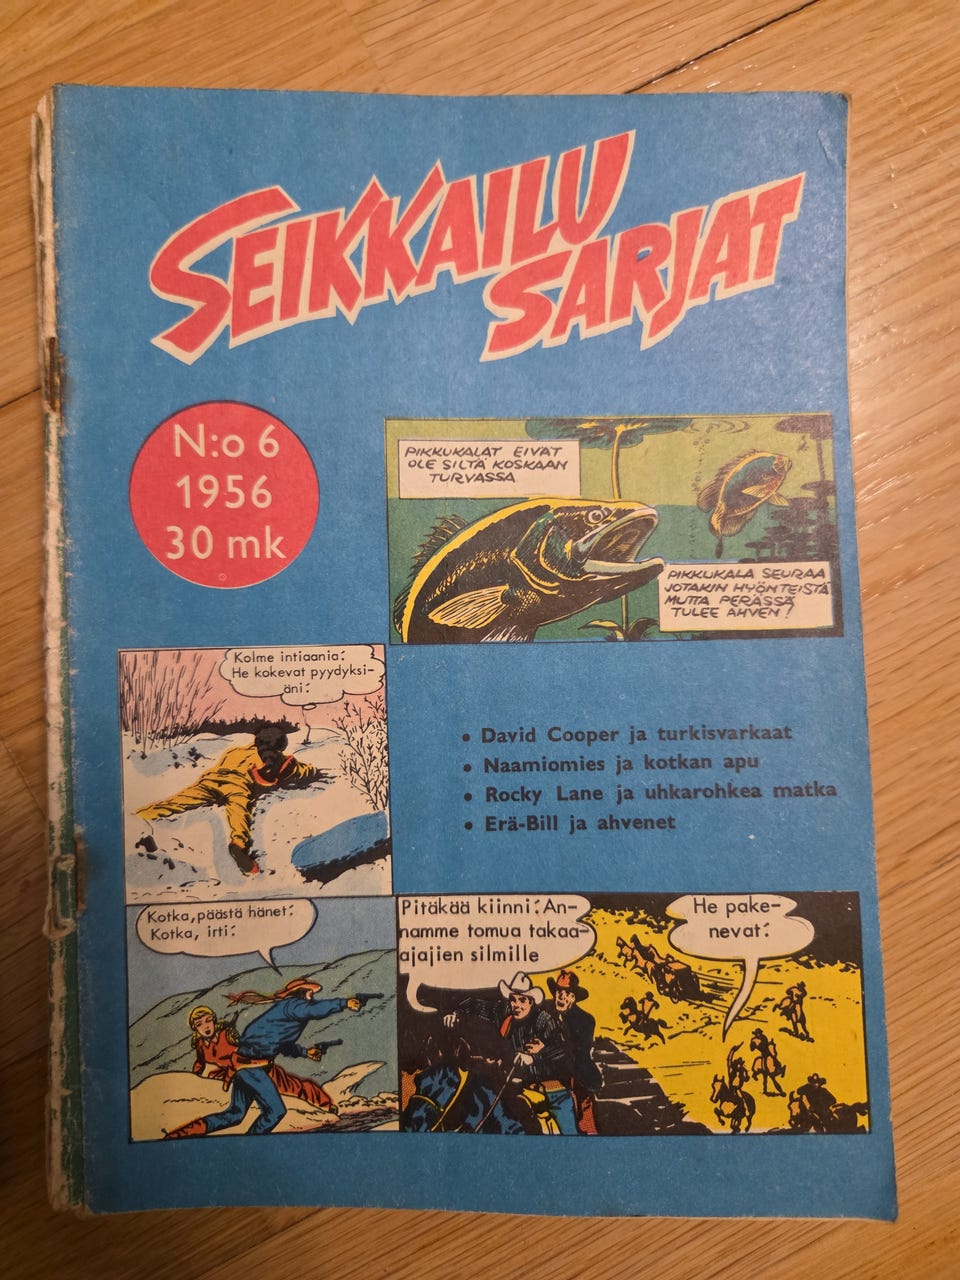 SEIKKAILU
SARJAT
N:o 6
1956
30 mk
PIKKUKALAT EIVÄT
OLE SILTÄ KOSKAAN
TURVASSA
PIKKUKALA SEURAA
JOTAKIN HYÖNTEISTÄ
MUTTA PERÄSSÄ
TULEE AHVEN!
Kolme intiaania!
He kokevat pyydyksi-
äni!
• David Cooper ja turkisvarkaat
• Naamiomies ja kotkan apu
• Rocky Lane ja uhkarohkea matka
• Erä-Bill ja ahvenet
Kotka, päästä hänet!
Kotka, irti!
Pitäkää kiinni! An-
namme tomua takaa-
ajajien silmille
He pake-
nevat!